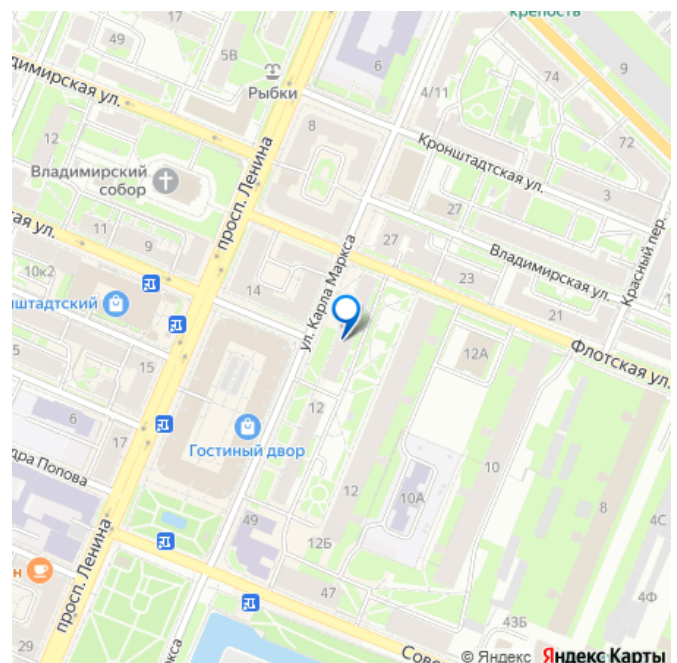 крепость
17
49
5В
6
74
9
Рыбки
4/11
димирская ул.
72
12
8
Кронштадтская ул.
Владимирский
собор
просп. Ленина
3
27
11
9
ая ул.
27
Владимирская ул.
Красный пер.
23
10к2
14
ул. Карла Маркса
нштадтский
21
5
15
12А
Флотская ул.
12
6
17
Гостиный двор
дра Попова
10
12
10А
8
4С
49
12Б
просп. Ленина
н
47
4Ф
29
43Б
кса
Сове
© Яндекс
Яндекс Карты